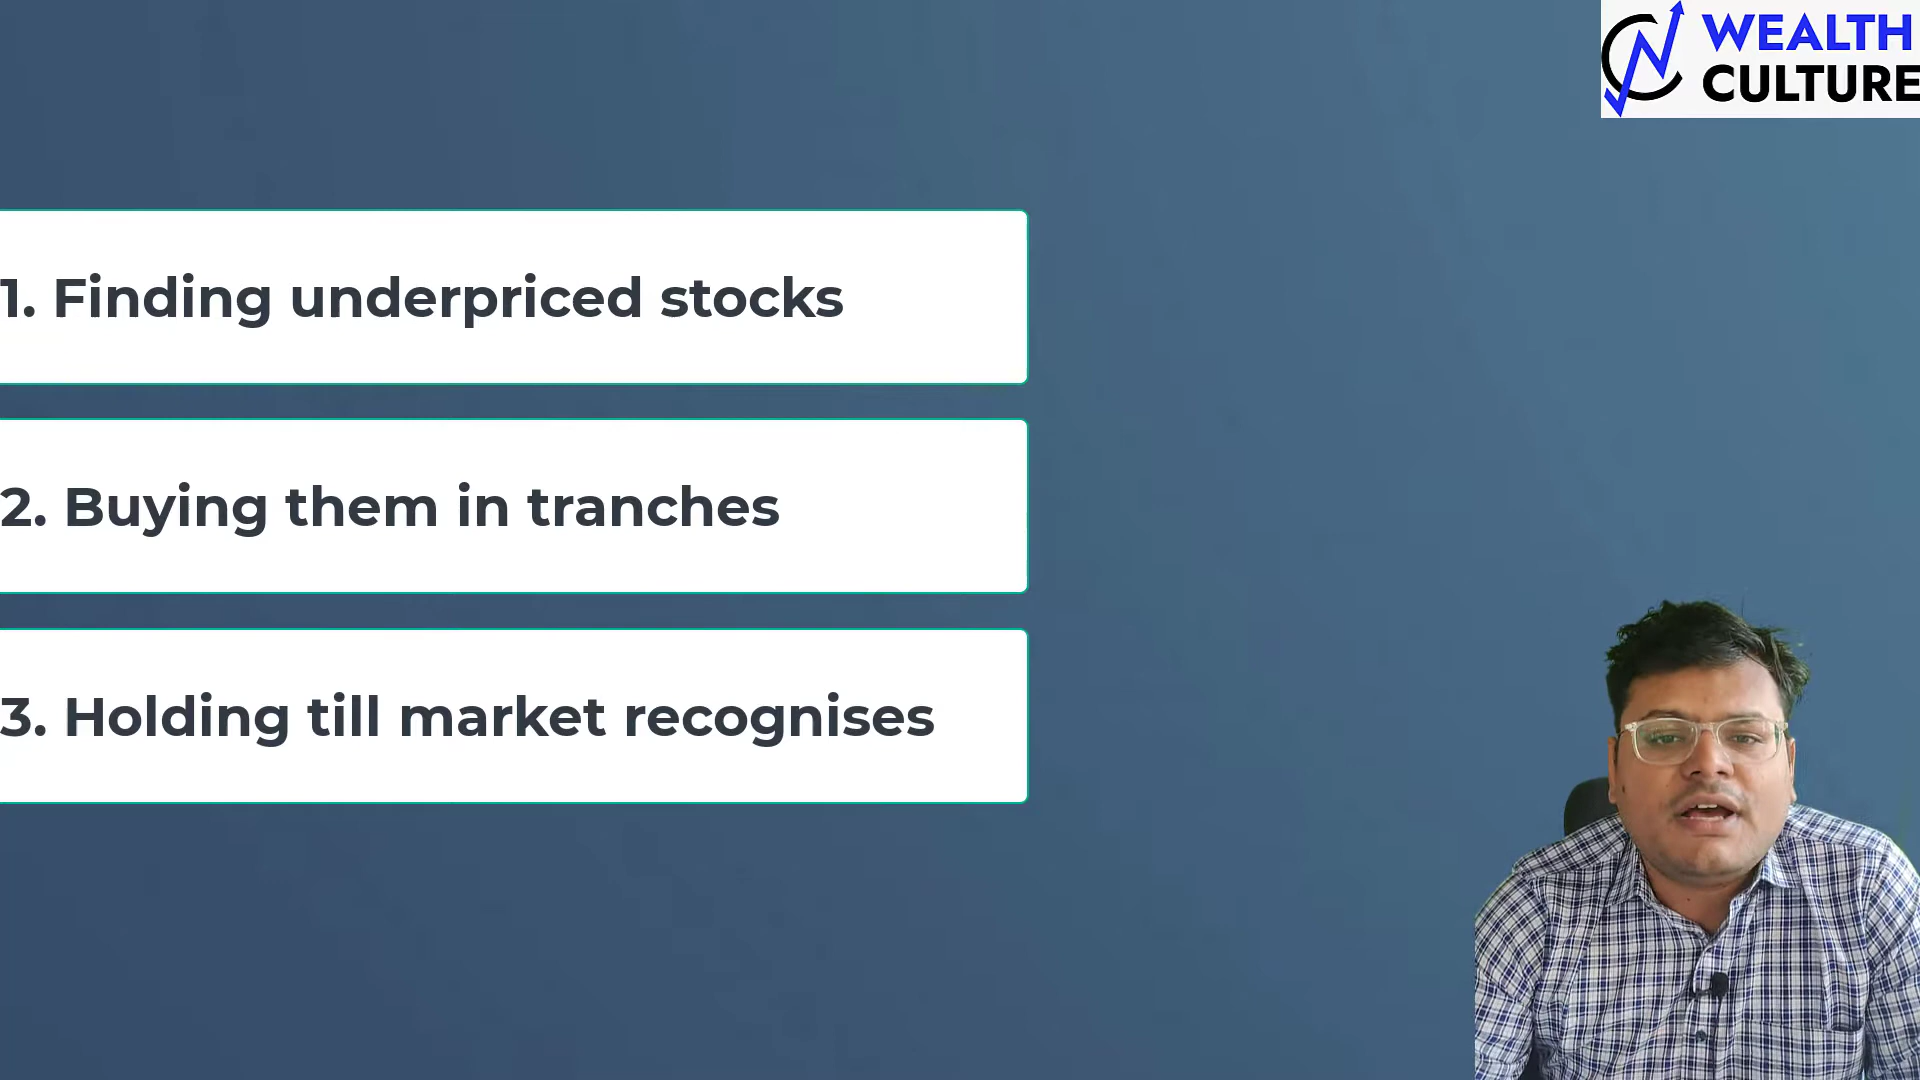 WEALTH
CULTURE
1. Finding underpriced stocks
2. Buying them in tranches
3. Holding till market recognises